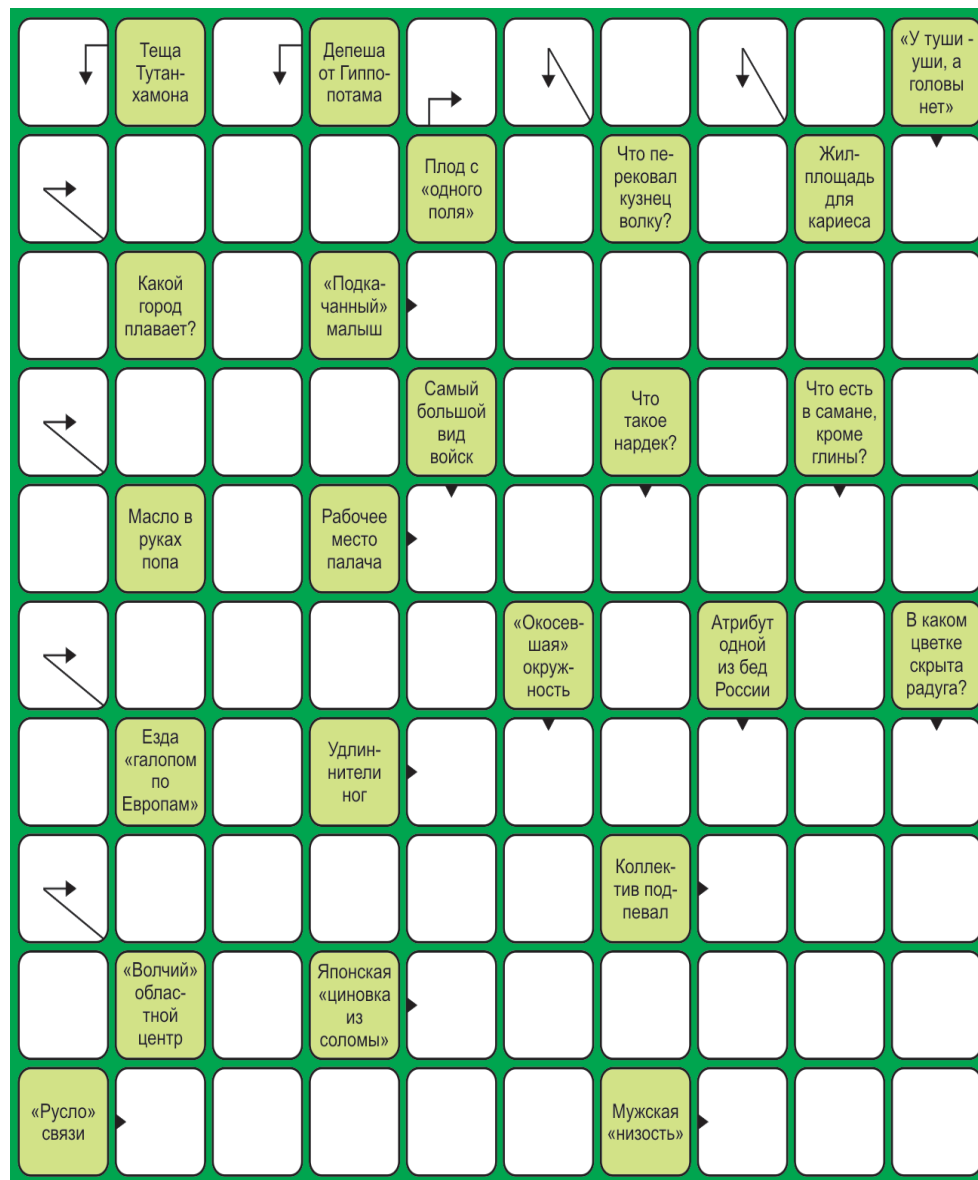 Теща
Тутан-
хамона
Депеша
от Гиппо-
потама
«У туши -
уши, а
головы
нет»
Плод с
«одного
поля»
Что пе-
рековал
кузнец
волку?
Жил-
площадь
для
кариеса
Какой
город
плавает?
«Подка-
чанный»
малыш
Самый
большой
вид
войск
Что
такое
нардек?
Что есть
в самане,
кроме
глины?
Масло в
руках
попа
Рабочее
место
палача
«Окосев-
шая»
окруж-
ность
Атрибут
одной
из бед
России
В каком
цветке
скрыта
радуга?
Езда
«галопом
по
Европам»
Удлин-
нители
ног
Коллек-
тив под-
певал
«Волчий»
облас-
тной
центр
Японская
«циновка
из
соломы»
«Русло»
связи
Мужская
«низость»